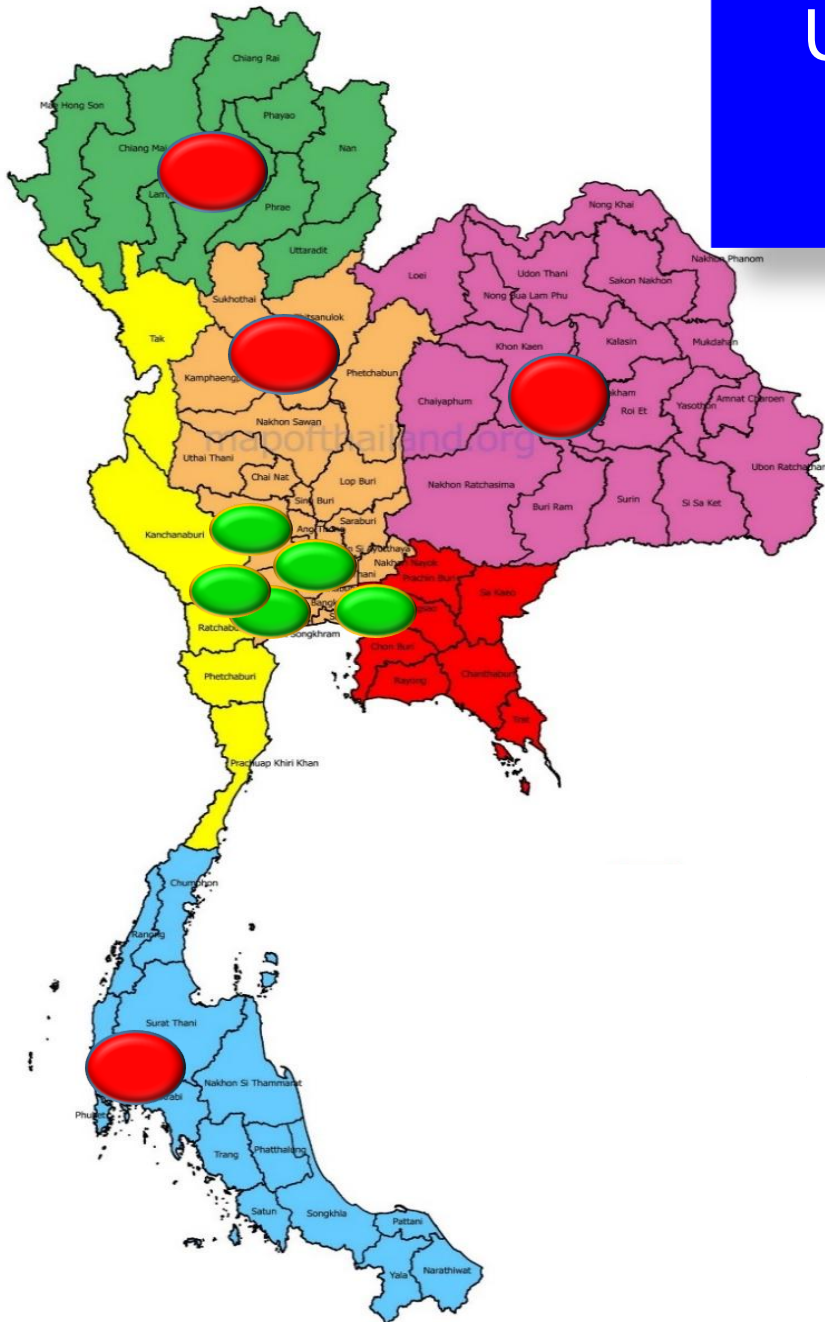 U
Chiang Rai
Mae Hong Son
Phayao
Chiang Mai
Nan
Phrae
Uttaradit
Nong Khai
Loei
Udon Thani
Nakhon Phanom
Sakon Nakhon
Nong Bua Lam Phu
Sukhothai
Tak
Khon Kaen
Kalasin
Mukdahan
Phetchabun
Chaiyaphum
Roi Et
Yasothon
Amnat Charoen
Nakhon Sawan
mapofthailand.org
Uthai Thani
Chai Nat
Lop Buri
Nakhon Ratchasima
Buri Ram
Surin
Si Sa Ket
Saraburi
Kanchanaburi
Nakhon Nayok
Prachin Buri
Sa Kaeo
Chon Buri
Rayong
Chanthaburi
Trat
Phetchaburi
Prachuap Khiri Khan
Chumphon
Ranong
Surat Thani
Nakhon Si Thammarat
Phuket
Trang
Phatthalung
Satun
Songkhla
Pattani
Yala
Narathiwat